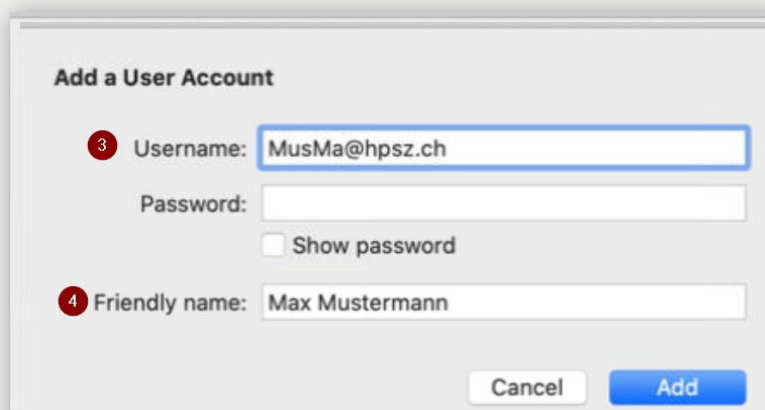 Add a User Account
3 Username: MusMa@hpsz.ch
Password:
Show password
4 Friendly name: Max Mustermann
Cancel Add